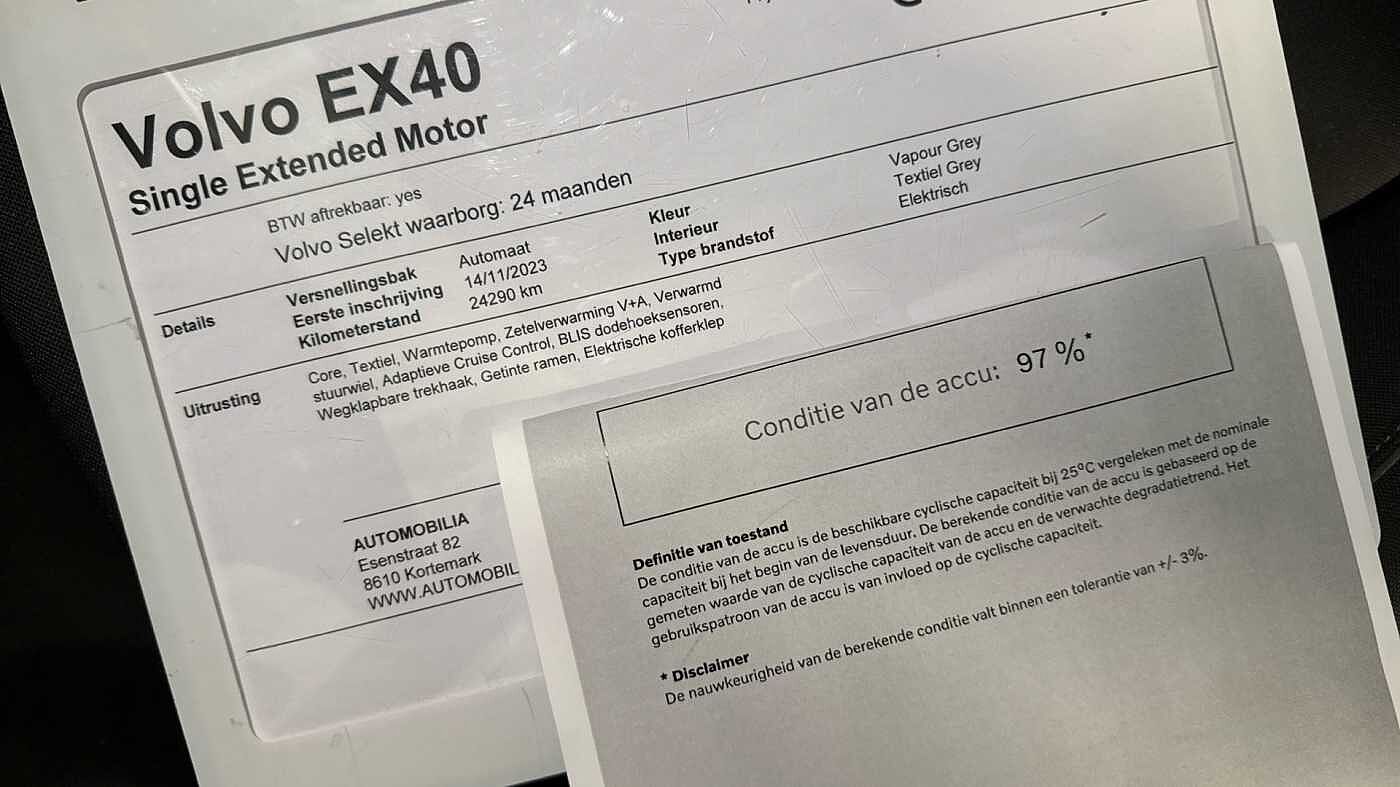 Volvo EX40
Single Extended Motor
BTW aftrekbaar: yes
Volvo Selekt waarborg: 24 maanden
Details
Versnellingsbak Automaat
Eerste inschrijving 14/11/2023
Kilometerstand 24290 km
Kleur Vapour Grey
Interieur Textiel Grey
Type brandstof Elektrisch
Uitrusting
Core, Textiel, Warmtepomp, Zetelverwarming V+A, Verwarmd
stuurwiel, Adaptive Cruise Control, BLIS dodehoeksensoren,
Wegklapbare trekhaak, Getinte ramen, Elektrische kofferklep
AUTOMOBILIA
Esenstraat 82
8610 Kortemark
WWW.AUTOMOBIL
Conditie van de accu: 97 %*
Definitie van toestand
De conditie van de accu is de beschikbare cyclische capaciteit bij 25°C vergeleken met de nominale
capaciteit bij het begin van de levensduur. De berekende conditie van de accu is gebaseerd op de
gemeten waarde van de cyclische capaciteit van de accu en de verwachte degradatietrend. Het
gebruikspatroon van de accu is van invloed op de cyclische capaciteit.
* Disclaimer
De nauwkeurigheid van de berekende conditie valt binnen een tolerantie van +/- 3%.